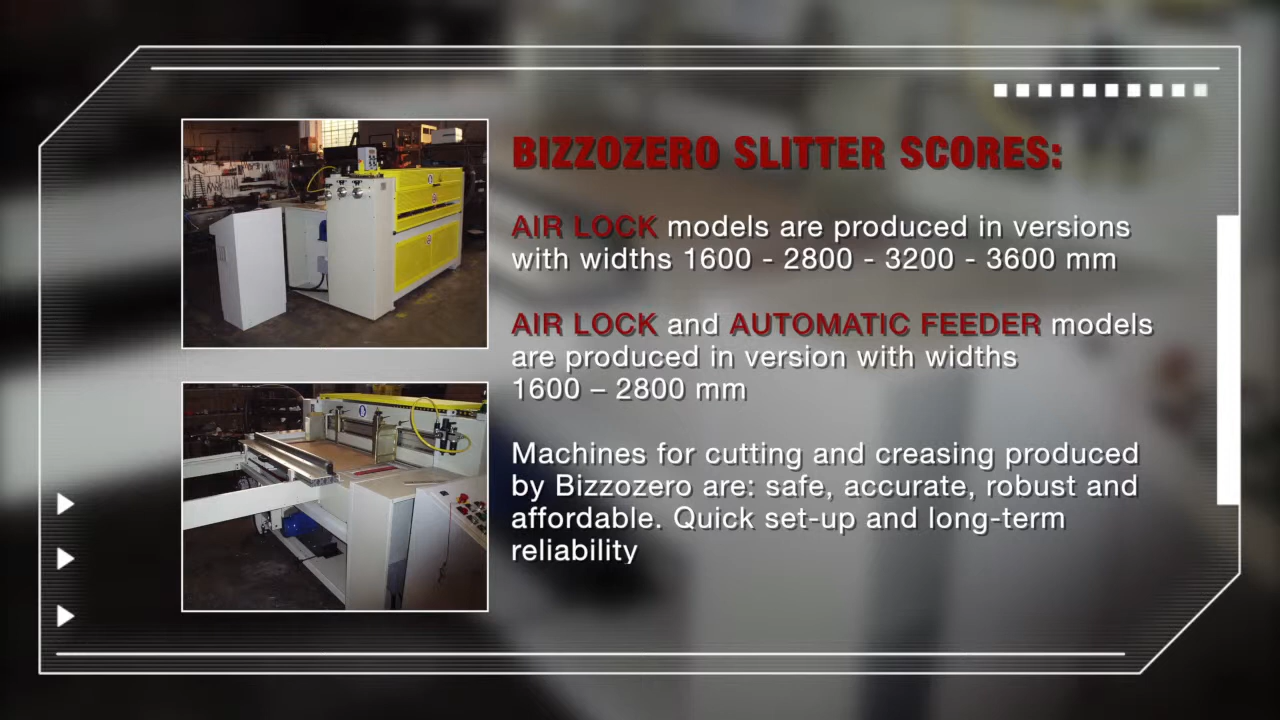 BIZZOZERO SLITTER SCORES:
AIR LOCK models are produced in versions
with widths 1600 - 2800 - 3200 - 3600 mm
AIR LOCK and AUTOMATIC FEEDER models
are produced in version with widths
1600 – 2800 mm
Machines for cutting and creasing produced
by Bizzozero are: safe, accurate, robust and
affordable. Quick set-up and long-term
reliability